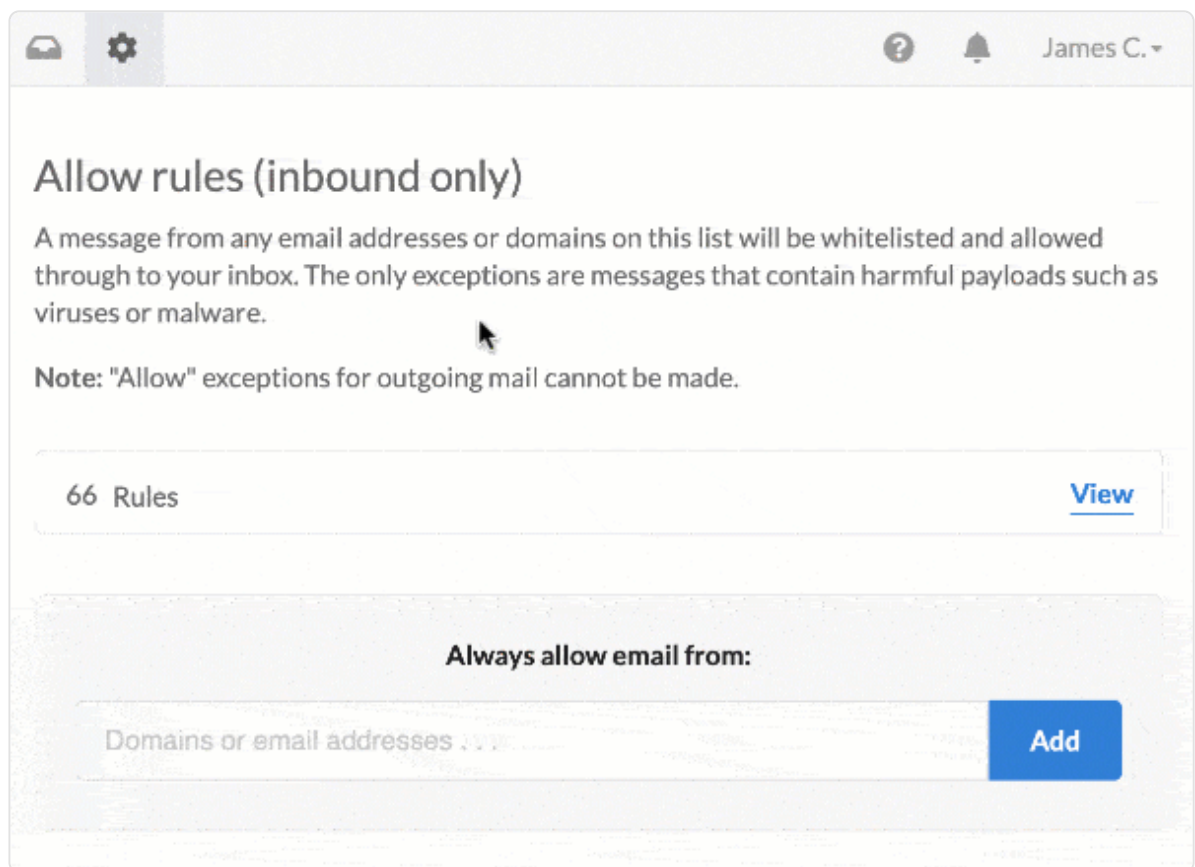 James C.
Allow rules (inbound only)
A message from any email addresses or domains on this list will be whitelisted and allowed
through to your inbox. The only exceptions are messages that contain harmful payloads such as
viruses or malware.
Note: "Allow" exceptions for outgoing mail cannot be made.
66 Rules View
Always allow email from:
Domains or email addresses . . . Add